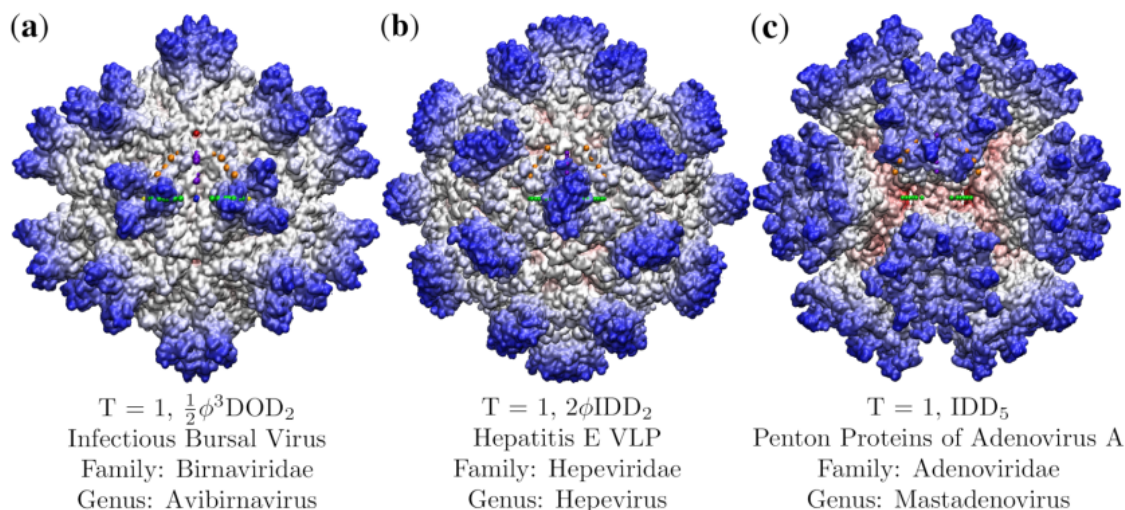 (a) (b) (c)
T = 1, ½ϕ³DOD₂
Infectious Bursal Virus
Family: Birnaviridae
Genus: Avibirnavirus
T = 1, 2ϕIDD₂
Hepatitis E VLP
Family: Hepeviridae
Genus: Hepevirus
T = 1, IDD₅
Penton Proteins of Adenovirus A
Family: Adenoviridae
Genus: Mastadenovirus